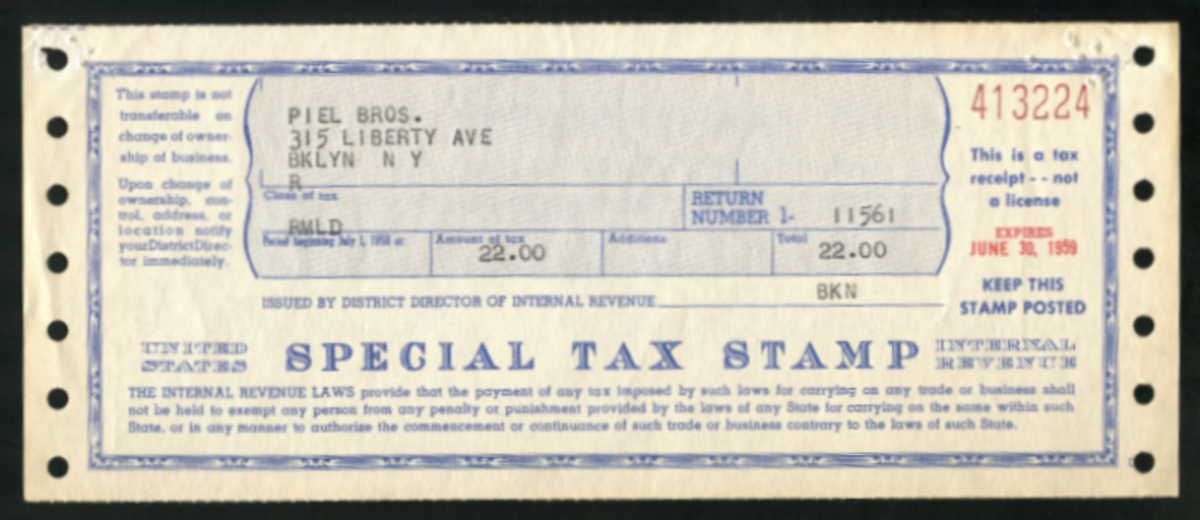 This stamp is not
transferable on
change of owner-
ship of business.
Upon change of
ownership, con-
trol, address, or
location notify
your District Direc-
tor immediately.
PIEL BROS.
315 LIBERTY AVE
BKLYN N Y
R
Class of tax
RMLD
RETURN
NUMBER 1- 11561
Period beginning July 1, 1958 or
Amount of tax
22.00
Additions
Total
22.00
ISSUED BY DISTRICT DIRECTOR OF INTERNAL REVENUE BKN
413224
This is a tax
receipt -- not
a license
EXPIRES
JUNE 30, 1959
KEEP THIS
STAMP POSTED
UNITED
STATES
SPECIAL TAX STAMP
INTERNAL
REVENUE
THE INTERNAL REVENUE LAWS provide that the payment of any tax imposed by such laws for carrying on any trade or business shall
not be held to exempt any person from any penalty or punishment provided by the laws of any State for carrying on the same within such
State, or in any manner to authorize the commencement or continuance of such trade or business contrary to the laws of such State.